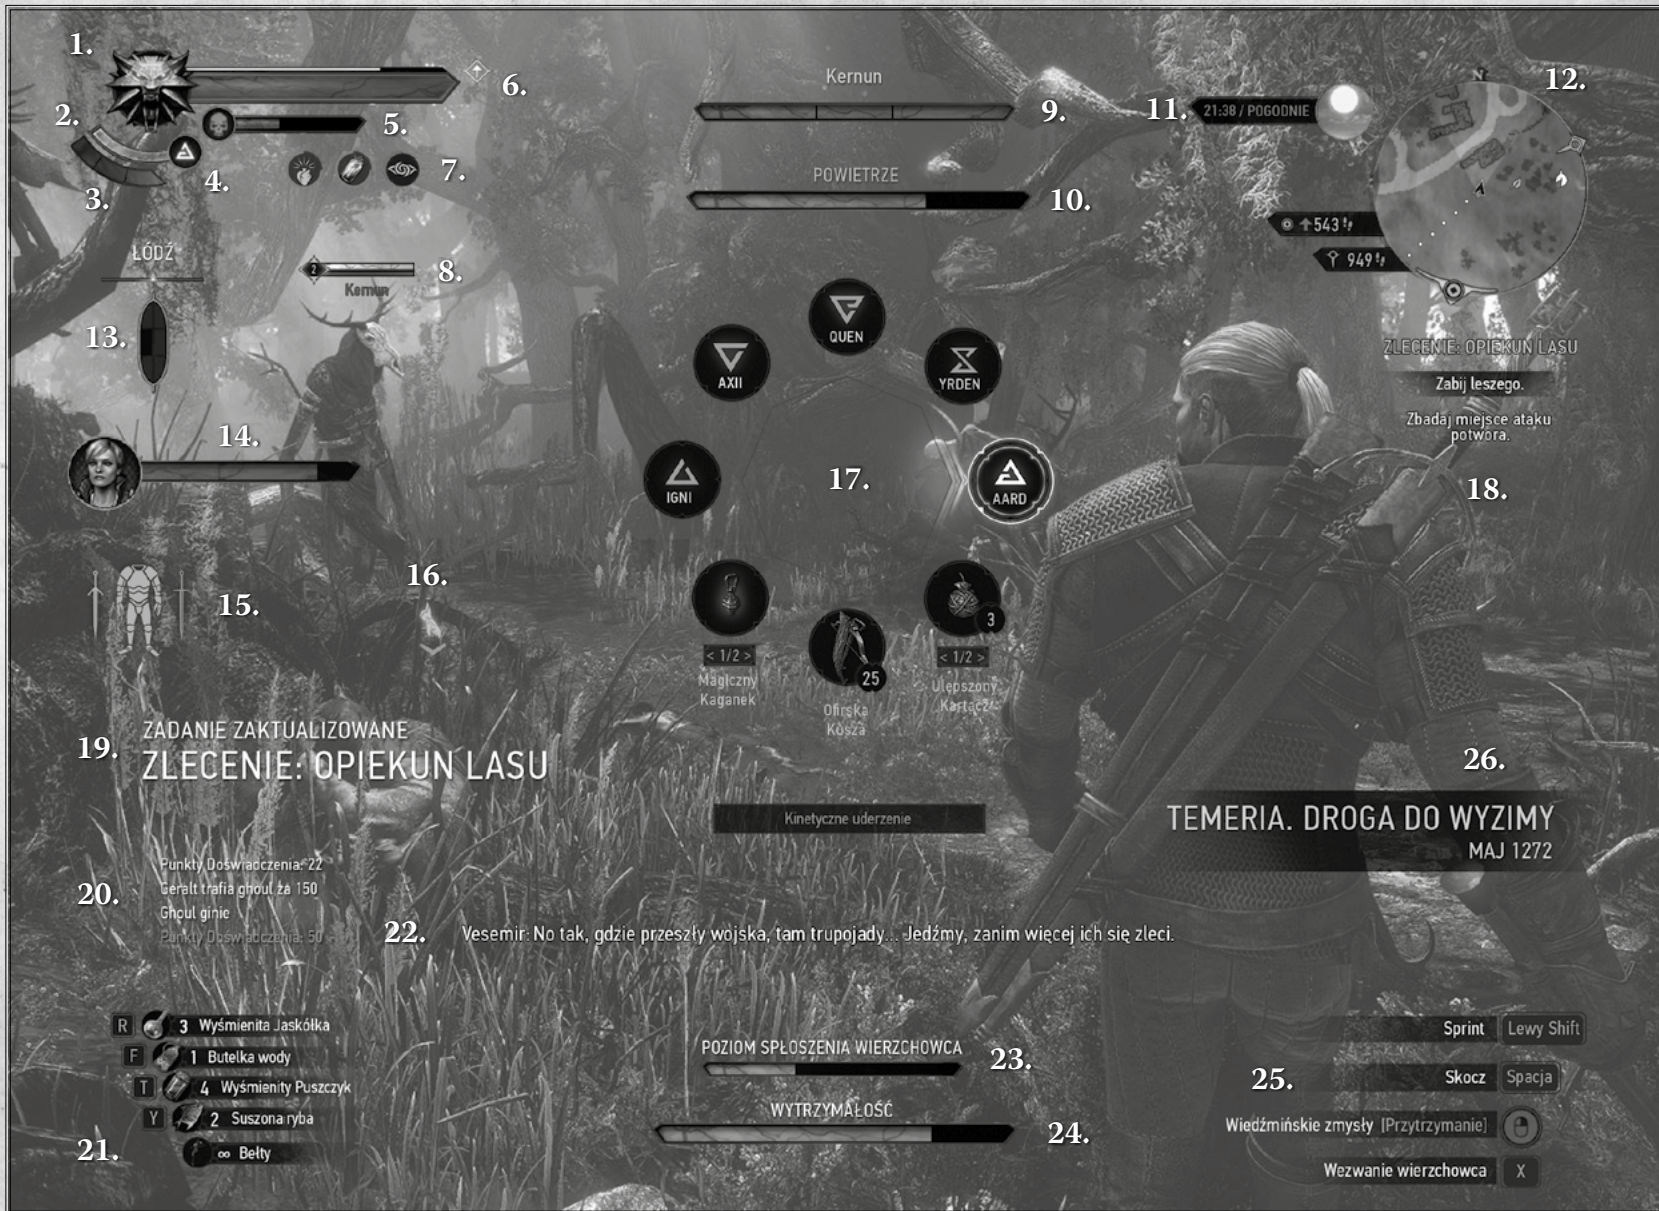 1.
2.
3.
4.
5.
6.
7.
ŁÓDŹ
2
Kernun
8.
Kernun
9.
POWIETRZE
10.
11.
21:38 / POGODNIE
N
12.
543
949
13.
14.
15.
16.
QUEN
AXII
YRDEN
IGNI
17.
AARD
< 1/2 >
Magiczny
Kaganek
25
Ofirska
Kusza
3
< 1/2 >
Ulepszony
Kartacz
ZLECENIE: OPIEKUN LASU
Zabij leszego.
Zbadaj miejsce ataku
potwora.
18.
19.
ZADANIE ZAKTUALIZOWANE
ZLECENIE: OPIEKUN LASU
Kinetyczne uderzenie
26.
TEMERIA. DROGA DO WYZIMY
MAJ 1272
20.
Punkty Doświadczenia: 22
Geralt trafia ghoul za 150
Ghoul ginie
Punkty Doświadczenia: 50
22.
Vesemir: No tak, gdzie przeszły wojska, tam trupojady... Jedźmy, zanim więcej ich się zleci.
R 3 Wyśmienita Jaskółka
F 1 Butelka wody
T 4 Wyśmienity Puszczyk
Y 2 Suszona ryba
21.
∞ Bełty
POZIOM SPŁOSZENIA WIERZCHOWCA
23.
WYTRZYMAŁOŚĆ
24.
25.
Sprint Lewy Shift
Skocz Spacja
Wiedźmińskie zmysły [Przytrzymanie]
Wezwanie wierzchowca X